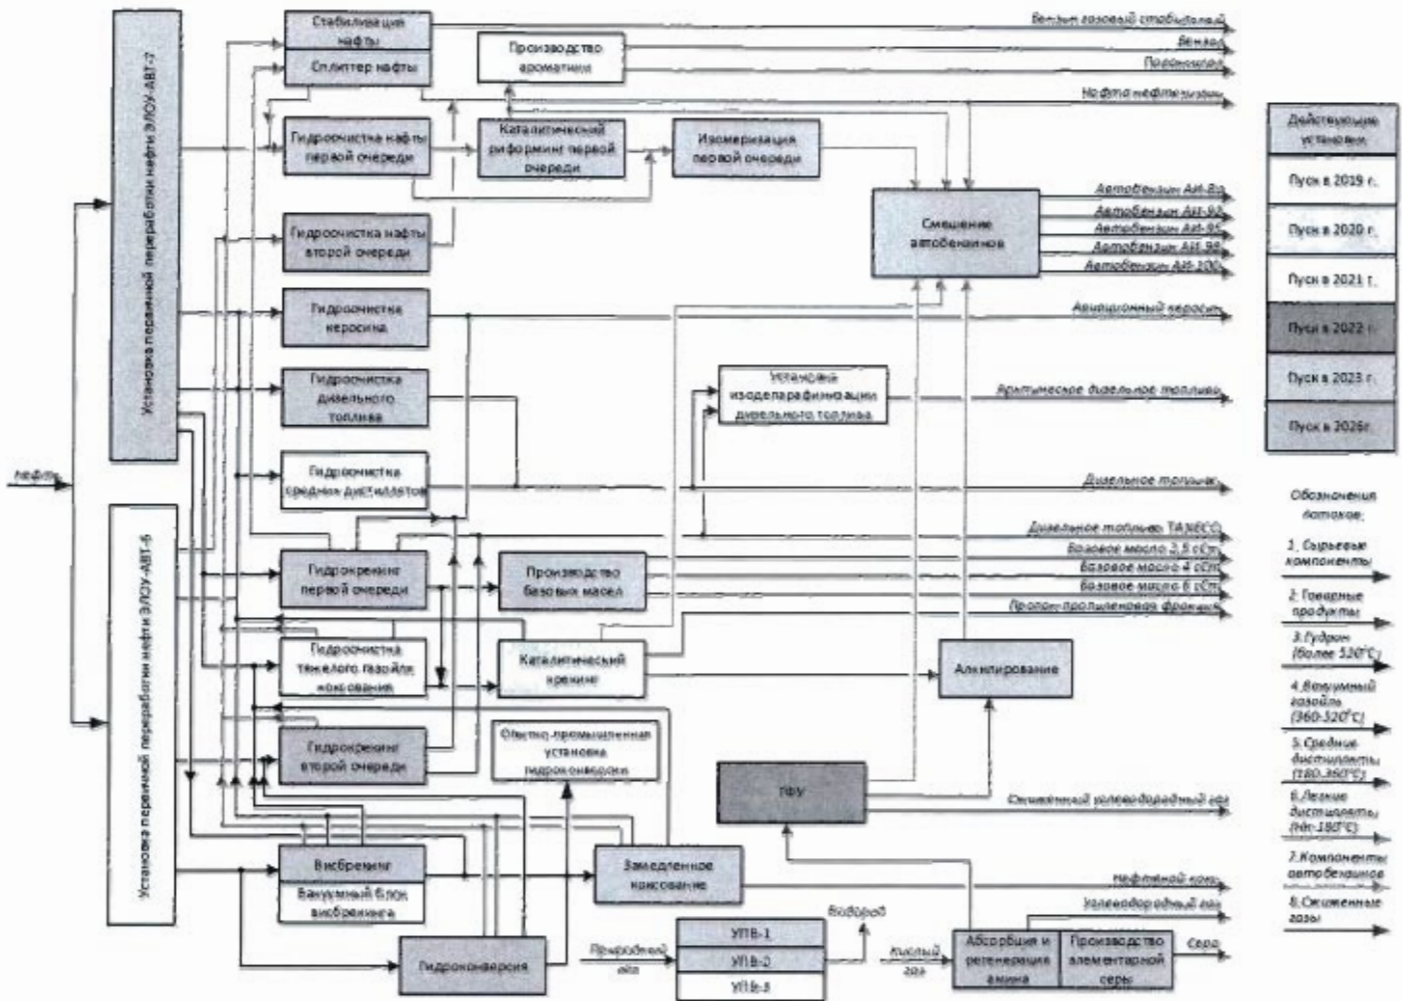 Стабилизация
нафты
Сплиттер нафты
Производство
ароматики
Гидроочистка нафты
первой очереди
Каталитический
риформинг первой
очереди
Изомеризация
первой очереди
Гидроочистка нафты
второй очереди
Смешение
автобензинов
Гидроочистка
керосина
Гидроочистка
дизельного
топлива
Установка
изодепарафинизации
дизельного топлива
Гидроочистка
средних дистиллятов
Гидрокрекинг
первой очереди
Производство
базовых масел
Гидроочистка
тяжелого газойля
коксования
Каталитический
крекинг
Алкилирование
Гидрокрекинг
второй очереди
Опытно-промышленная
установка
гидроконверсии
ГФУ
Висбрекинг
Вакуумный блок
висбрекинга
Замедленное
коксование
Гидроконверсия
Природный
газ
УПВ-1
УПВ-2
УПВ-3
Водород
Кислый
газ
Абсорбция и
регенерация
амина
Производство
элементарной
серы
Сера
Нефть
Установка первичной переработки нефти ЭЛОУ-АВТ-7
Установка первичной переработки нефти ЭЛОУ-АВТ-6
Бензин газовый стабильный
Бензол
Параксилол
Автобензин АИ-80
Автобензин АИ-92
Автобензин АИ-95
Автобензин АИ-98
Автобензин АИ-100
Авиационный керосин
Арктическое дизельное топливо
Дизельное топливо
Дизельное топливо TANECO
Базовое масло 2,5 сСт
Базовое масло 4 сСт
Базовое масло 6 сСт
Пропан-пропиленовая фракция
Сжиженный углеводородный газ
Нефтяной кокс
Углеводородный газ
Действующие
установки
Пуск в 2019 г.
Пуск в 2020 г.
Пуск в 2021 г.
Пуск в 2022 г.
Пуск в 2023 г.
Пуск в 2026г.
Обозначения
потоков:
1. Сырьевые
компоненты
2. Товарные
продукты
3. Гудрон
(более 520°С)
4. Вакуумный
газойль
(360-520°С)
5. Средние
дистилляты
(180-360°С)
6. Легкие
дистилляты
(нк-180°С)
7. Компоненты
автобензинов
8. Сжиженные
газы